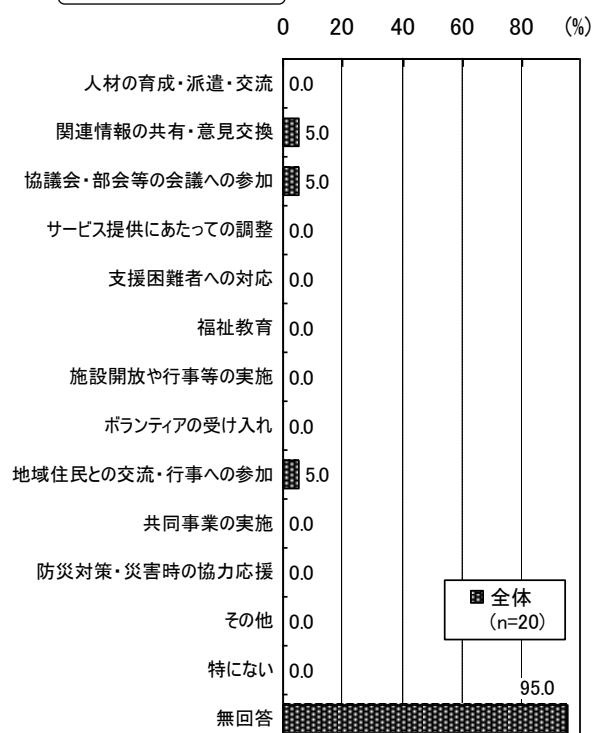 0 20 40 60 80 (%)
人材の育成・派遣・交流 0.0
関連情報の共有・意見交換 5.0
協議会・部会等の会議への参加 5.0
サービス提供にあたっての調整 0.0
支援困難者への対応 0.0
福祉教育 0.0
施設開放や行事等の実施 0.0
ボランティアの受け入れ 0.0
地域住民との交流・行事への参加 5.0
共同事業の実施 0.0
防災対策・災害時の協力応援 0.0
その他 0.0
特にない 0.0
無回答 95.0
全体
(n=20)